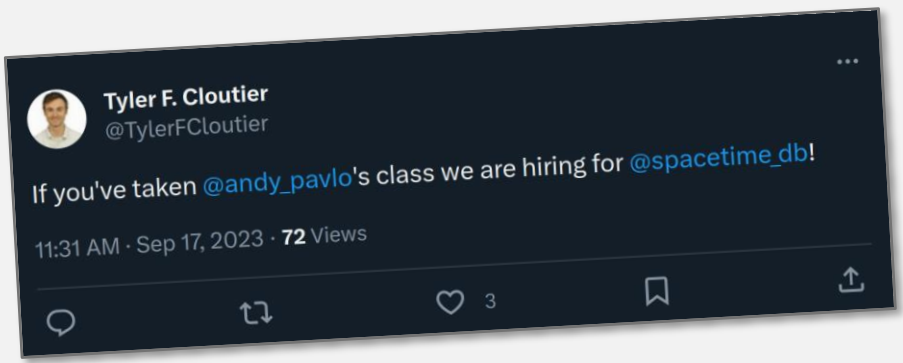 Tyler F. Cloutier
@TylerFCloutier
If you've taken @andy_pavlo's class we are hiring for @spacetime_db!
11:31 AM · Sep 17, 2023 · 72 Views
3